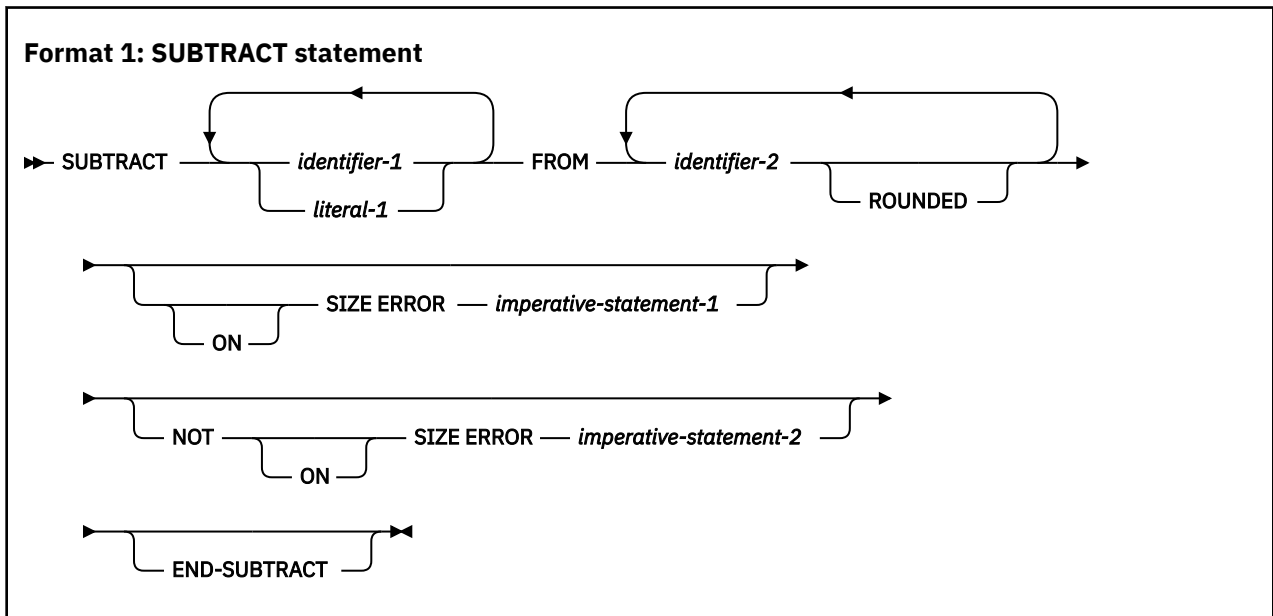 Format 1: SUBTRACT statement
SUBTRACT identifier-1 FROM identifier-2
literal-1 ROUNDED
SIZE ERROR imperative-statement-1
ON
NOT SIZE ERROR imperative-statement-2
ON
END-SUBTRACT